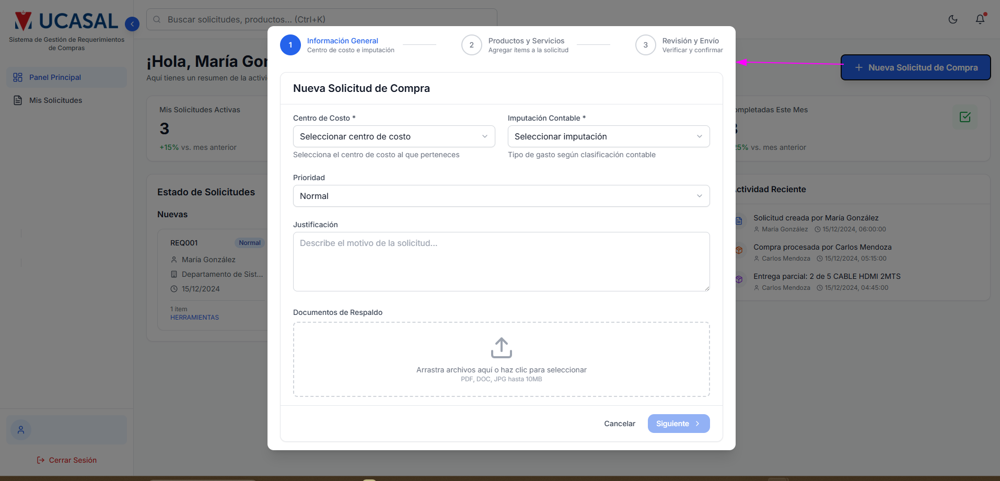 UCASAL
Sistema de Gestión de Requerimientos
de Compras
Panel Principal
Mis Solicitudes
Cerrar Sesión
Buscar solicitudes, productos... (Ctrl+K)
¡Hola, María Gon
Aquí tienes un resumen de la activi
Nueva Solicitud de Compra
Mis Solicitudes Activas
3
+15% vs. mes anterior
ompletadas Este Mes
25% vs. mes anterior
Estado de Solicitudes
Nuevas
REQ001
Normal
María González
Departamento de Sist...
15/12/2024
1 ítem
HERRAMIENTAS
ctividad Reciente
Solicitud creada por María González
María González 15/12/2024, 06:00:00
Compra procesada por Carlos Mendoza
Carlos Mendoza 15/12/2024, 05:15:00
Entrega parcial: 2 de 5 CABLE HDMI 2MTS
Carlos Mendoza 15/12/2024, 04:45:00
1
Información General
Centro de costo e imputación
2
Productos y Servicios
Agregar ítems a la solicitud
3
Revisión y Envío
Verificar y confirmar
Nueva Solicitud de Compra
Centro de Costo *
Seleccionar centro de costo
Selecciona el centro de costo al que perteneces
Imputación Contable *
Seleccionar imputación
Tipo de gasto según clasificación contable
Prioridad
Normal
Justificación
Describe el motivo de la solicitud...
Documentos de Respaldo
Arrastra archivos aquí o haz clic para seleccionar
PDF, DOC, JPG hasta 10MB
Cancelar
Siguiente